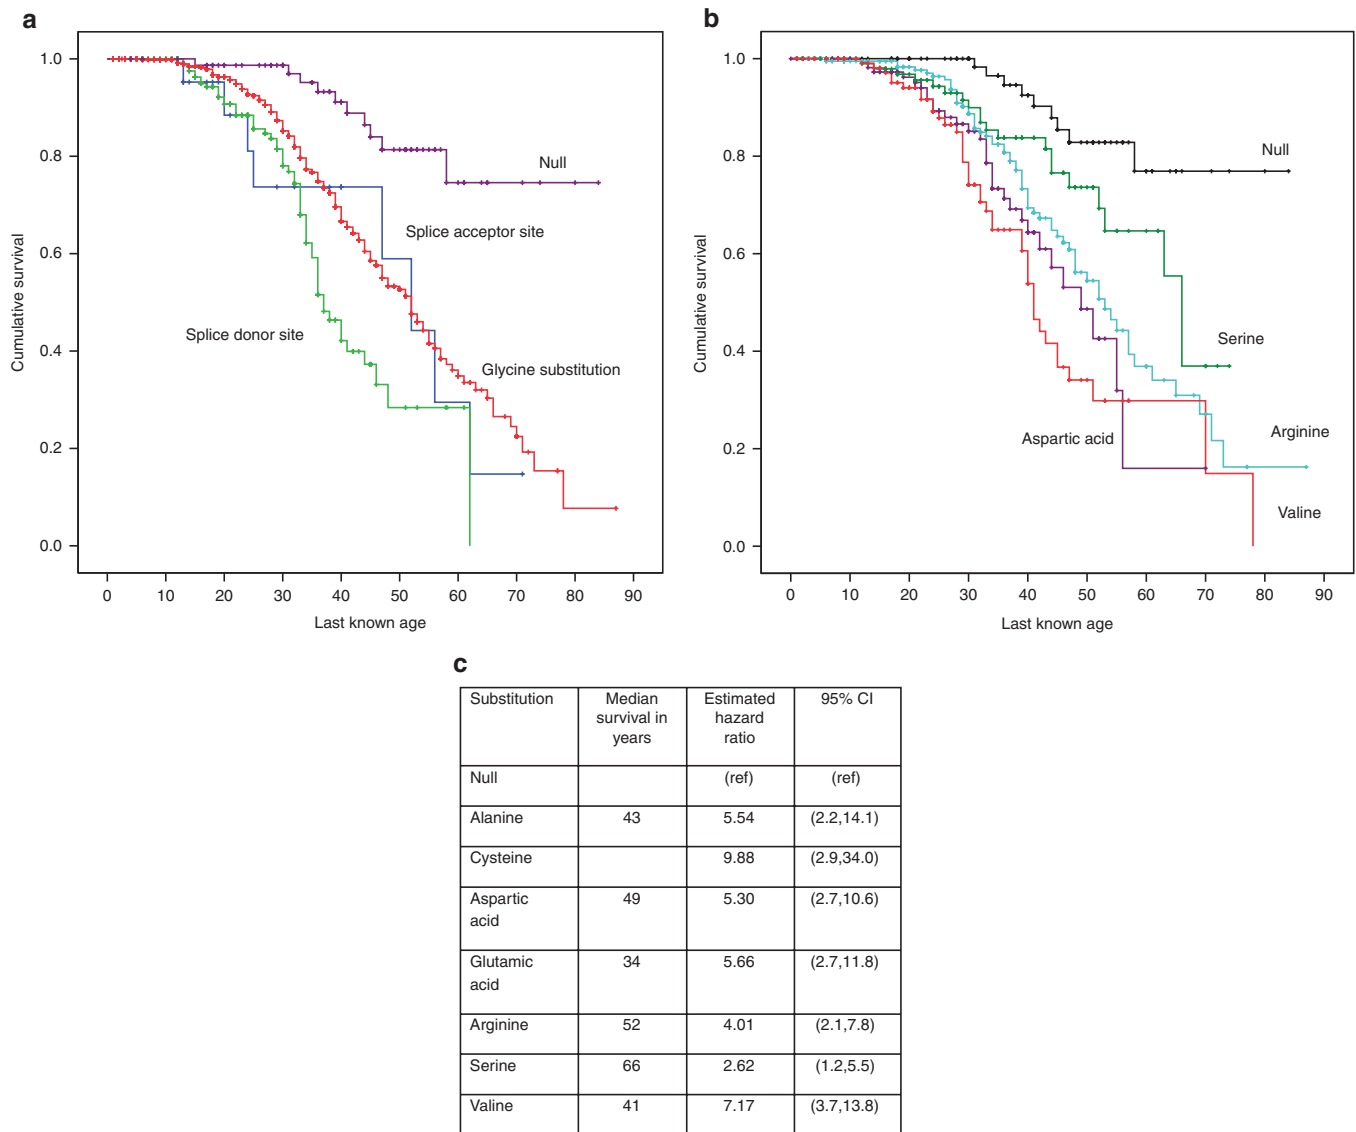 a
1.0
0.8
0.6
0.4
0.2
0.0
Cumulative survival
Null
Splice acceptor site
Splice donor site
Glycine substitution
0 10 20 30 40 50 60 70 80 90
Last known age
b
1.0
0.8
0.6
0.4
0.2
0.0
Cumulative survival
Null
Serine
Aspartic acid
Arginine
Valine
0 10 20 30 40 50 60 70 80 90
Last known age
c
Substitution Median survival in years Estimated hazard ratio 95% CI
Null (ref) (ref)
Alanine 43 5.54 (2.2,14.1)
Cysteine 9.88 (2.9,34.0)
Aspartic acid 49 5.30 (2.7,10.6)
Glutamic acid 34 5.66 (2.7,11.8)
Arginine 52 4.01 (2.1,7.8)
Serine 66 2.62 (1.2,5.5)
Valine 41 7.17 (3.7,13.8)